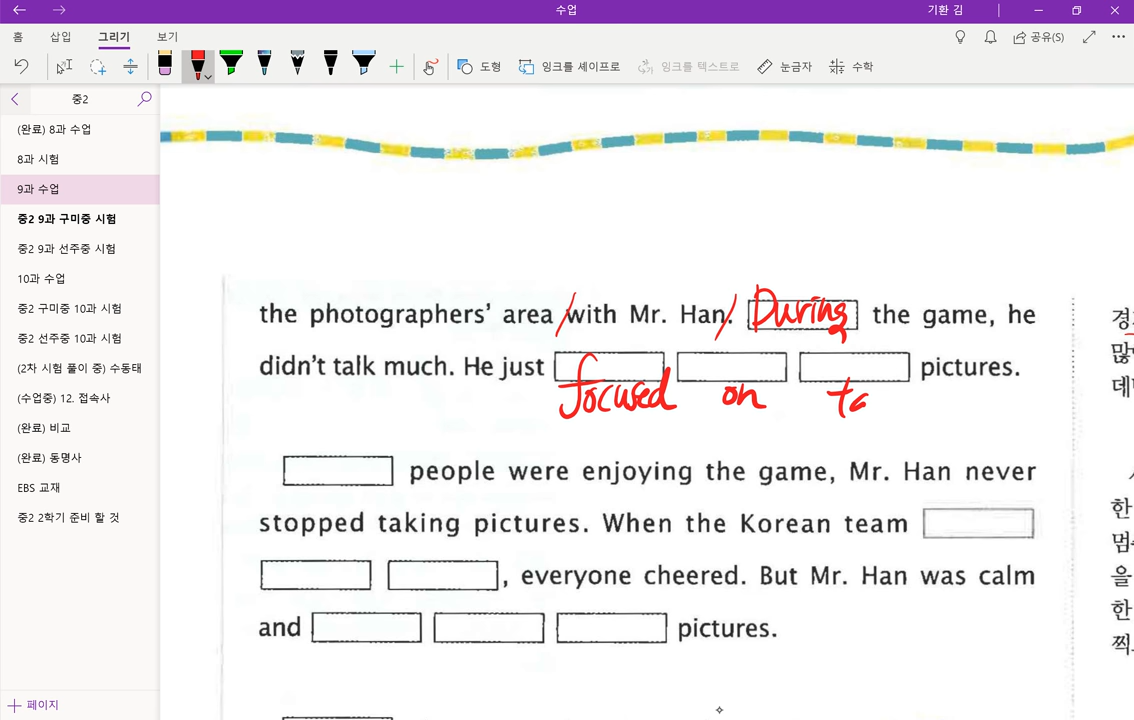 수업
기환 김
홈
삽입
그리기
보기
공유(S)
도형
잉크를 셰이프로
잉크를 텍스트로
눈금자
수학
중2
(완료) 8과 수업
8과 시험
9과 수업
중2 9과 구미중 시험
중2 9과 선주중 시험
10과 수업
중2 구미중 10과 시험
중2 선주중 10과 시험
(2차 시험 풀이 중) 수동태
(수업중) 12. 접속사
(완료) 비교
(완료) 동명사
EBS 교재
중2 2학기 준비 할 것
페이지
the photographers' area / with Mr. Han. / During the game, he
didn't talk much. He just focused on ta pictures.
people were enjoying the game, Mr. Han never
stopped taking pictures. When the Korean team
, everyone cheered. But Mr. Han was calm
and pictures.
많
데
한
을
한